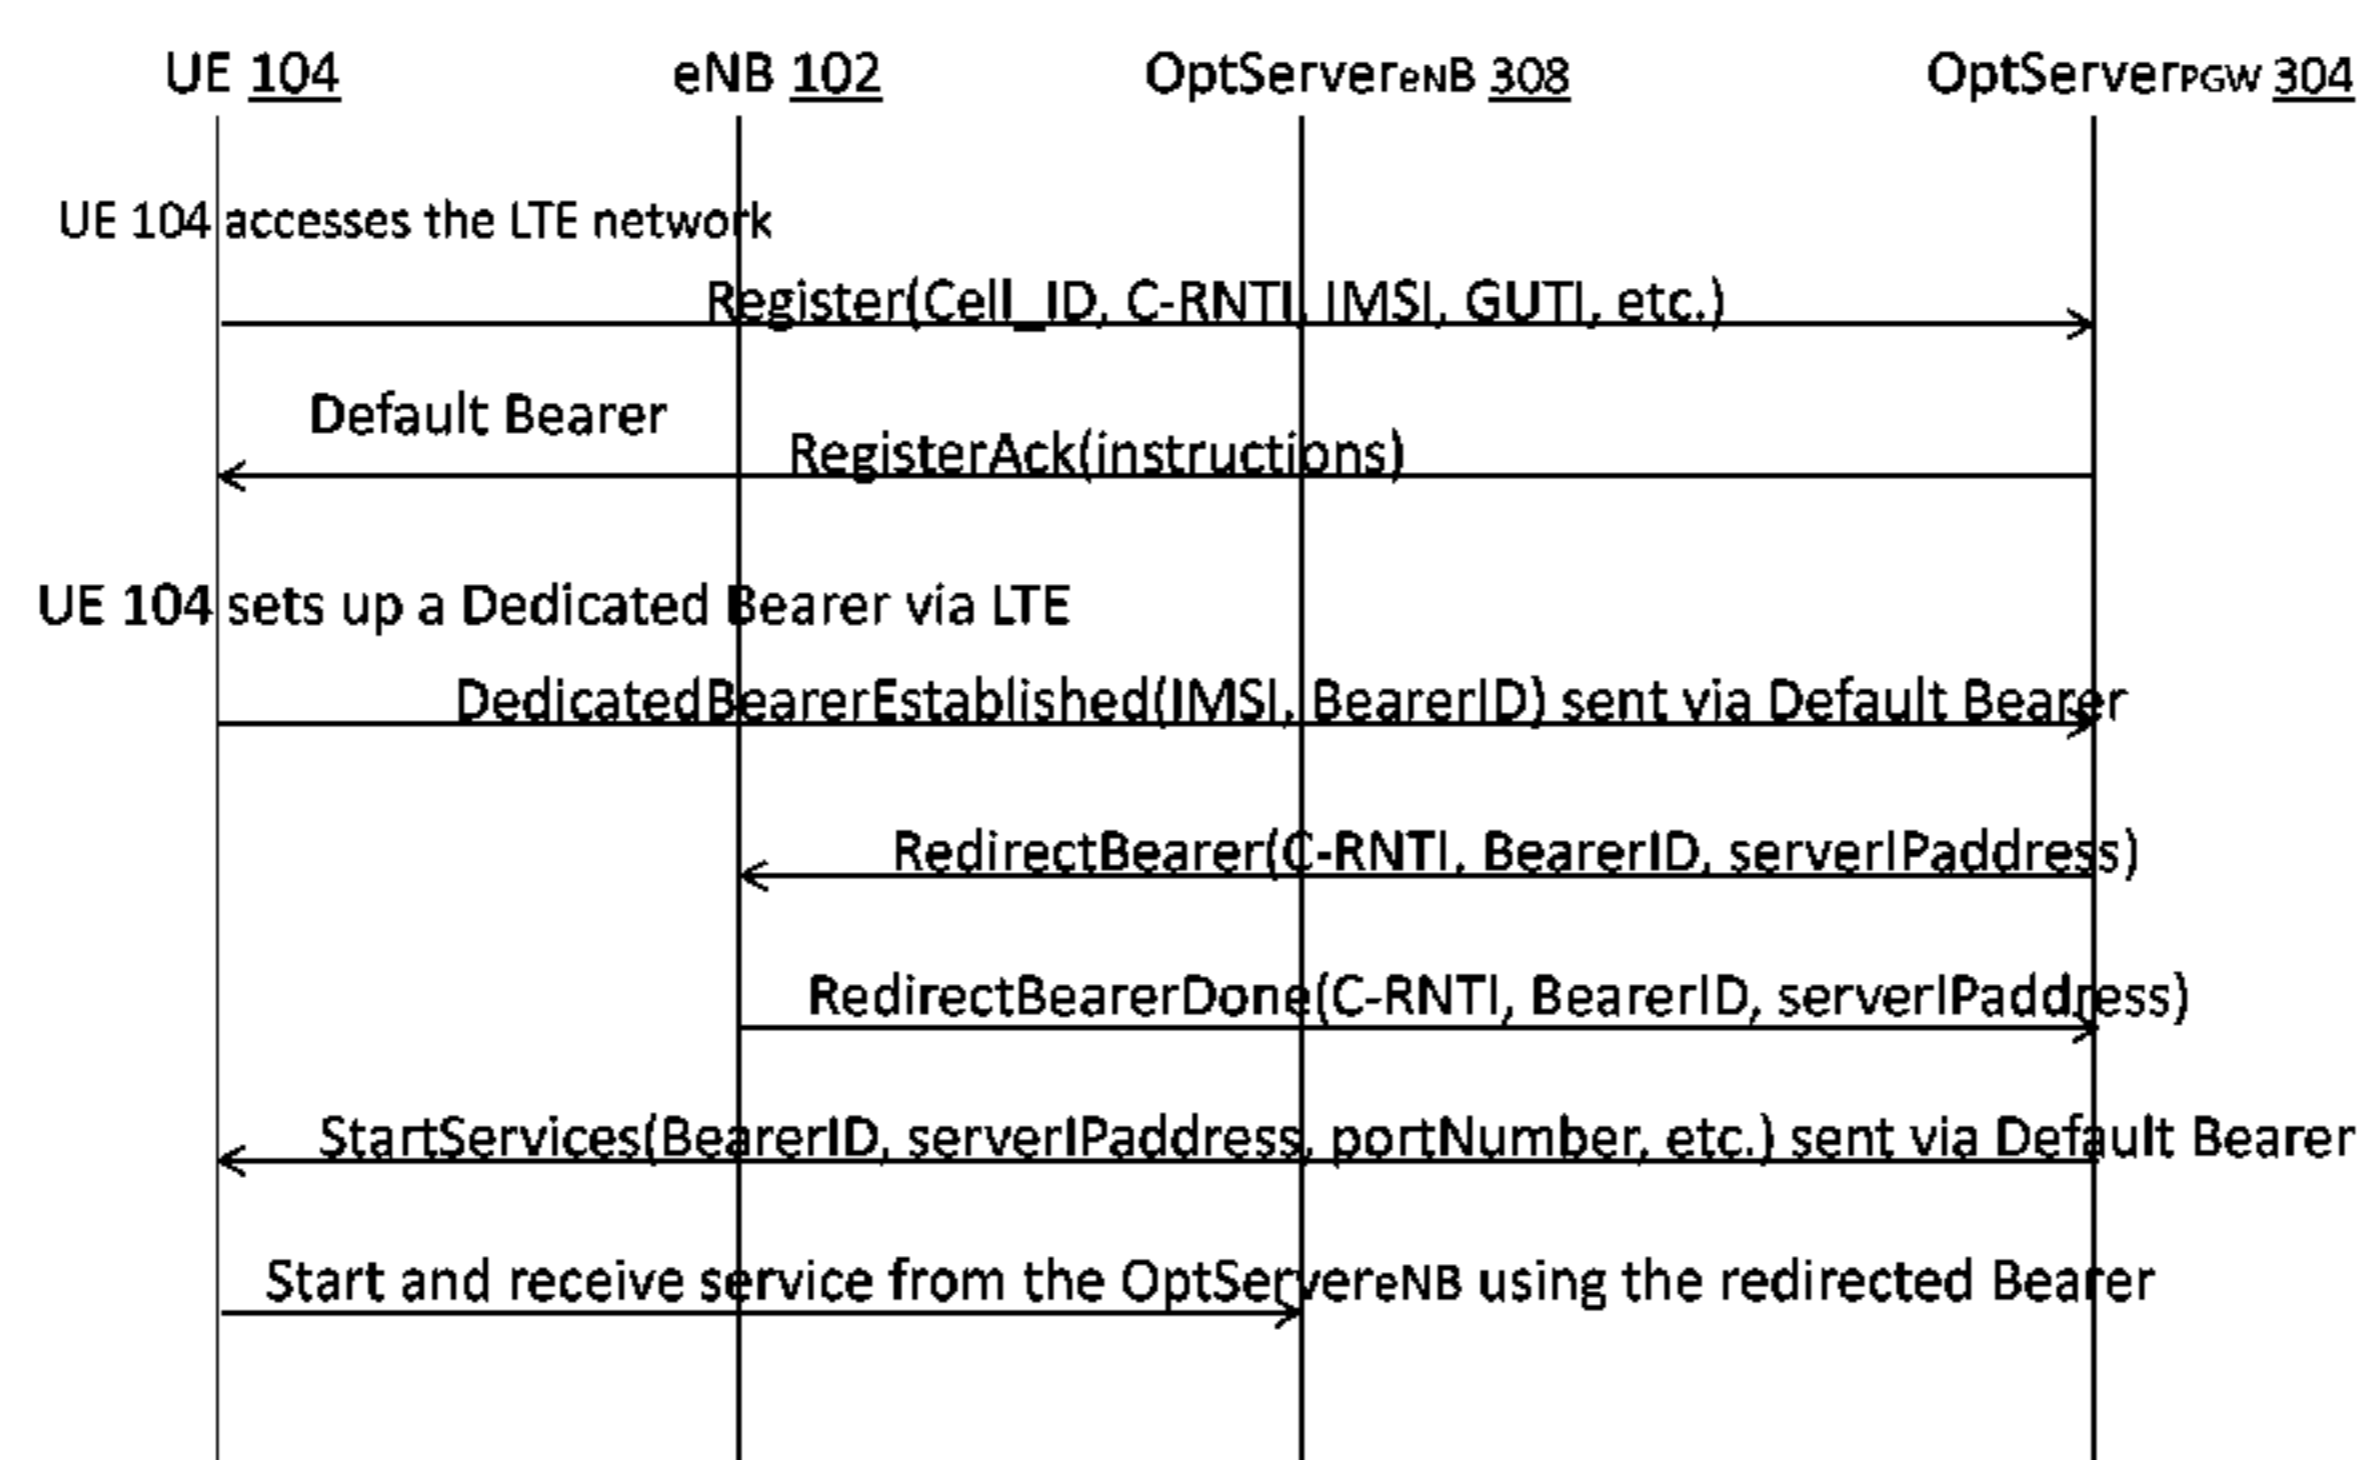 UE 104 eNB 102 OptServereNB 308 OptServerPGW 304
UE 104 accesses the LTE network
Register(Cell_ID, C-RNTI, IMSI, GUTI, etc.)
Default Bearer
RegisterAck(instructions)
UE 104 sets up a Dedicated Bearer via LTE
DedicatedBearerEstablished(IMSI, BearerID) sent via Default Bearer
RedirectBearer(C-RNTI, BearerID, serverIPaddress)
RedirectBearerDone(C-RNTI, BearerID, serverIPaddress)
StartServices(BearerID, serverIPaddress, portNumber, etc.) sent via Default Bearer
Start and receive service from the OptServereNB using the redirected Bearer